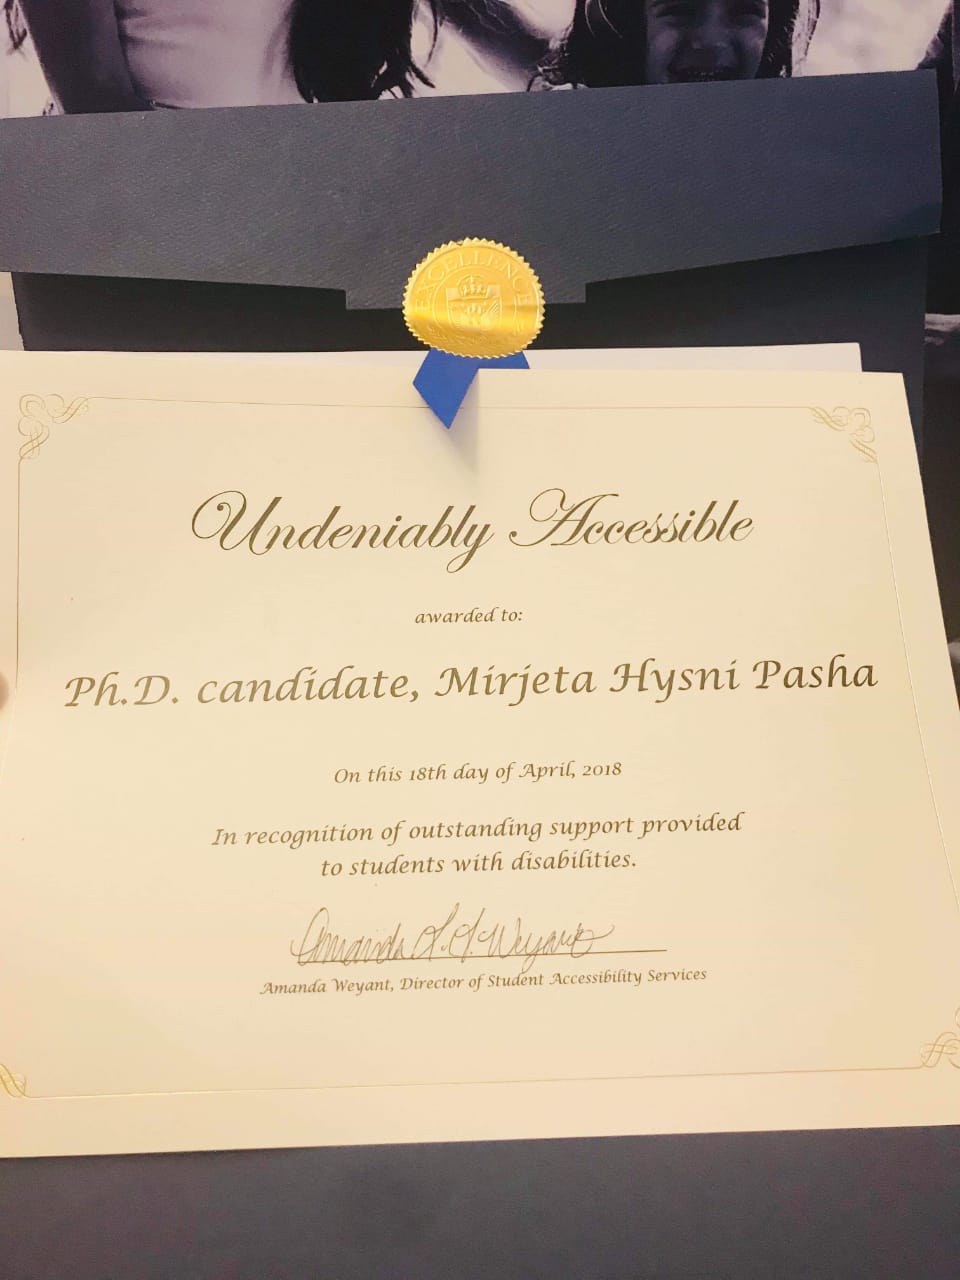 EXCELLENCE
Undeniably Accessible
awarded to:
Ph.D. candidate, Mirjeta Hysni Pasha
On this 18th day of April, 2018
In recognition of outstanding support provided
to students with disabilities.
Amanda Weyant, Director of Student Accessibility Services